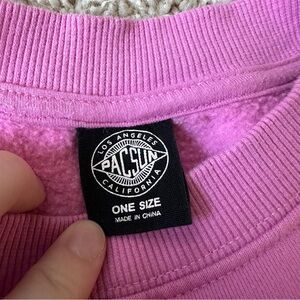 LOS ANGELES
PACSUN
CALIFORNIA
ONE SIZE
MADE IN CHINA